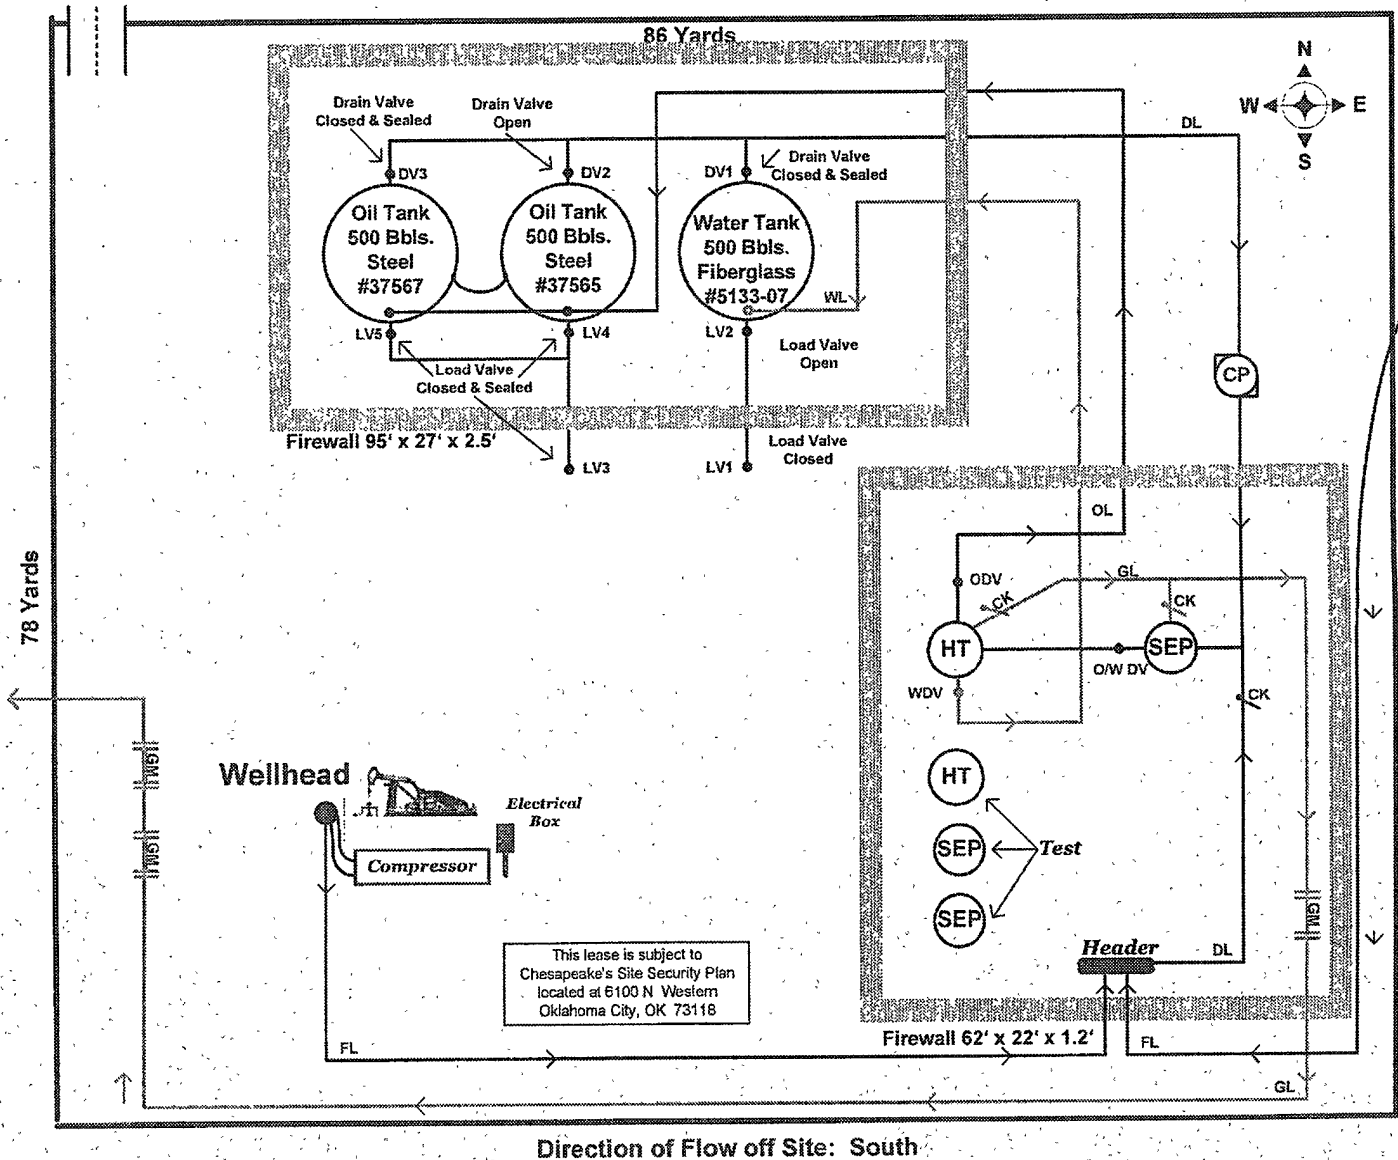 86 Yards
N
W E
S
Drain Valve
Closed & Sealed
Drain Valve
Open
Drain Valve
Closed & Sealed
DL
DV3
DV2
DV1
Oil Tank
500 Bbls.
Steel
#37567
Oil Tank
500 Bbls.
Steel
#37565
Water Tank
500 Bbls.
Fiberglass
#5133-07
WL
LV5
LV4
LV2
Load Valve
Open
Load Valve
Closed & Sealed
CP
Firewall 95' x 27' x 2.5'
LV3
LV1
Load Valve
Closed
78 Yards
OL
ODV
CK
GL
CK
HT
SEP
O/W DV
WDV
CK
GM
GM
Wellhead
Electrical
Box
Compressor
HT
SEP
Test
SEP
GM
Header
DL
This lease is subject to
Chesapeake's Site Security Plan
located at 6100 N Western
Oklahoma City, OK 73118
Firewall 62' x 22' x 1.2'
FL
FL
GL
Direction of Flow off Site: South